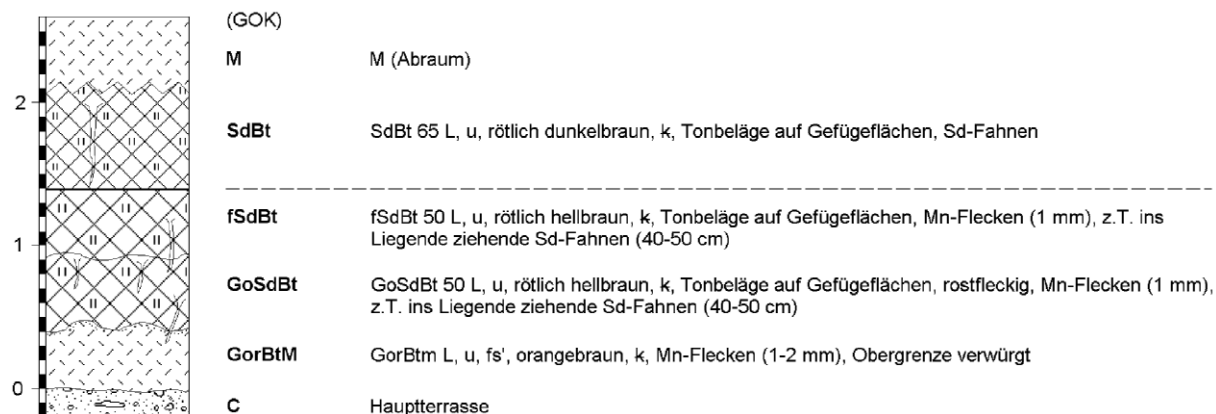 (GOK)
M M (Abraum)
2
SdBt SdBt 65 L, u, rötlich dunkelbraun, k, Tonbeläge auf Gefügeflächen, Sd-Fahnen
fSdBt fSdBt 50 L, u, rötlich hellbraun, k, Tonbeläge auf Gefügeflächen, Mn-Flecken (1 mm), z.T. ins
Liegende ziehende Sd-Fahnen (40-50 cm)
1
GoSdBt GoSdBt 50 L, u, rötlich hellbraun, k, Tonbeläge auf Gefügeflächen, rostfleckig, Mn-Flecken (1 mm),
z.T. ins Liegende ziehende Sd-Fahnen (40-50 cm)
GorBtM GorBtm L, u, fs', orangebraun, k, Mn-Flecken (1-2 mm), Obergrenze verwürgt
0
C Hauptterrasse